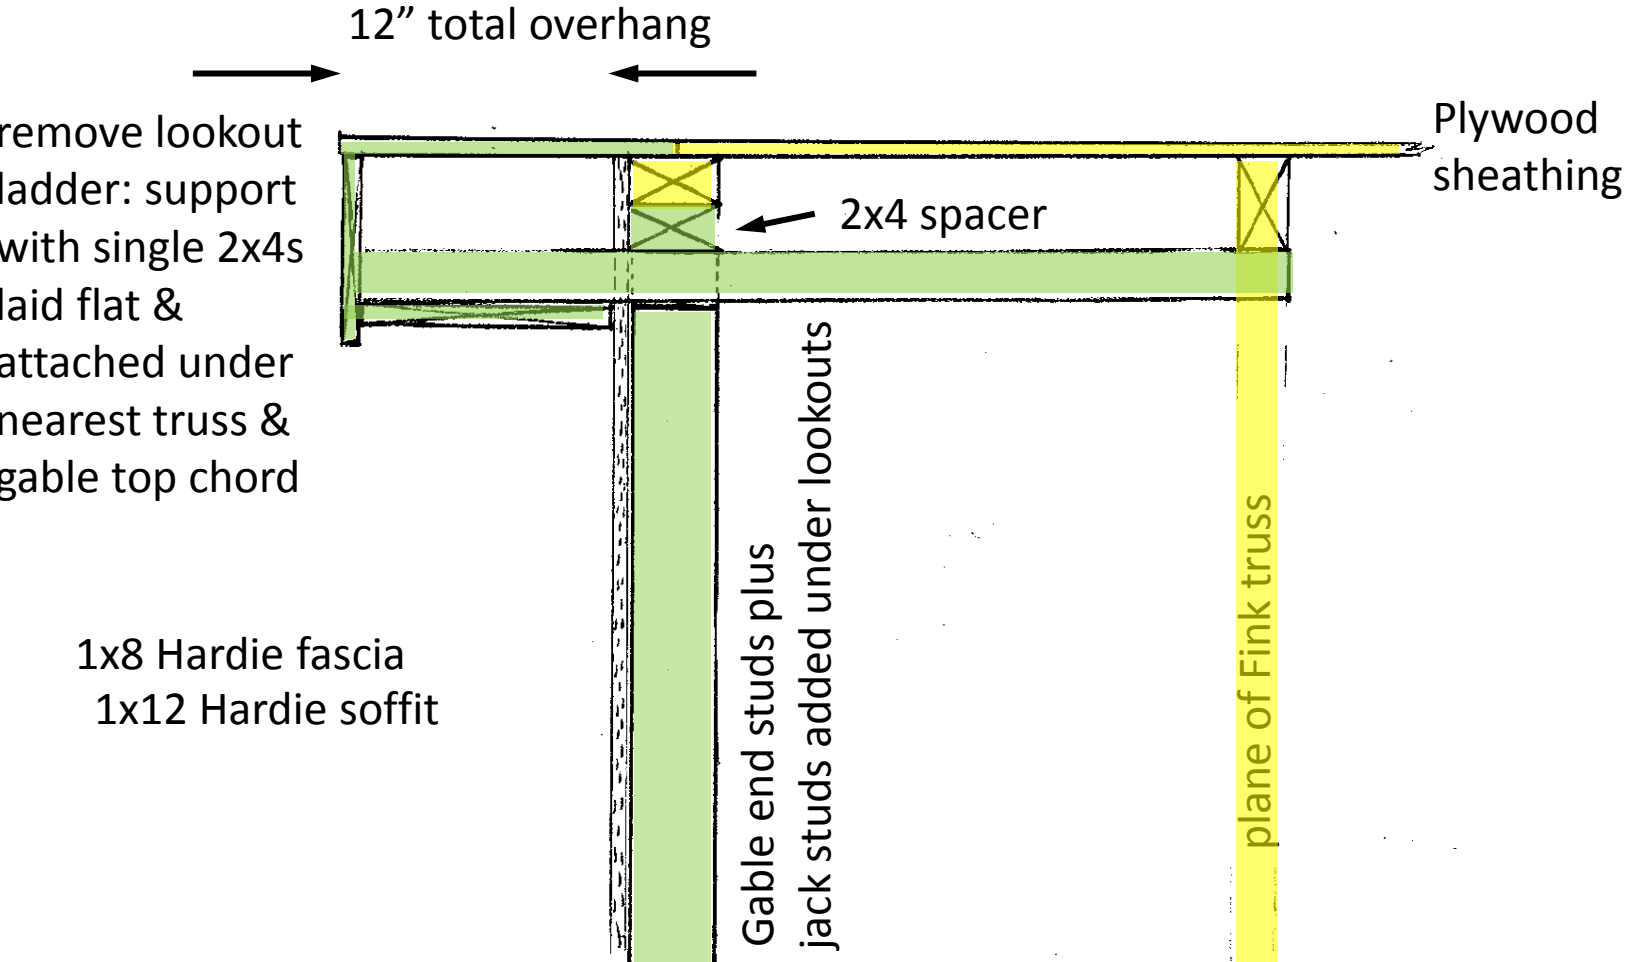 12” total overhang
remove lookout
ladder: support
with single 2x4s
laid flat &
attached under
nearest truss &
gable top chord
Plywood
sheathing
2x4 spacer
1x8 Hardie fascia
1x12 Hardie soffit
Gable end studs plus
jack studs added under lookouts
plane of Fink truss